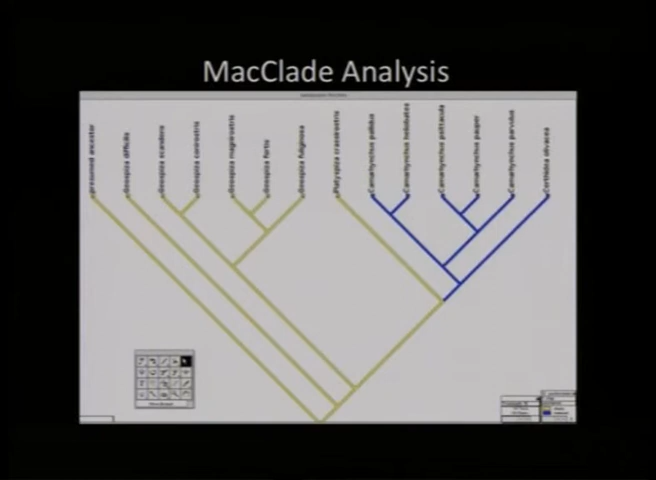 MacClade Analysis
presumed ancestor
Geospiza difficilis
Geospiza scandens
Geospiza conirostris
Geospiza magnirostris
Geospiza fortis
Geospiza fuliginosa
Platyspiza crassirostris
Camarhynchus pallidus
Camarhynchus heliobates
Camarhynchus psittacula
Camarhynchus pauper
Camarhynchus parvulus
Certhidea olivacea